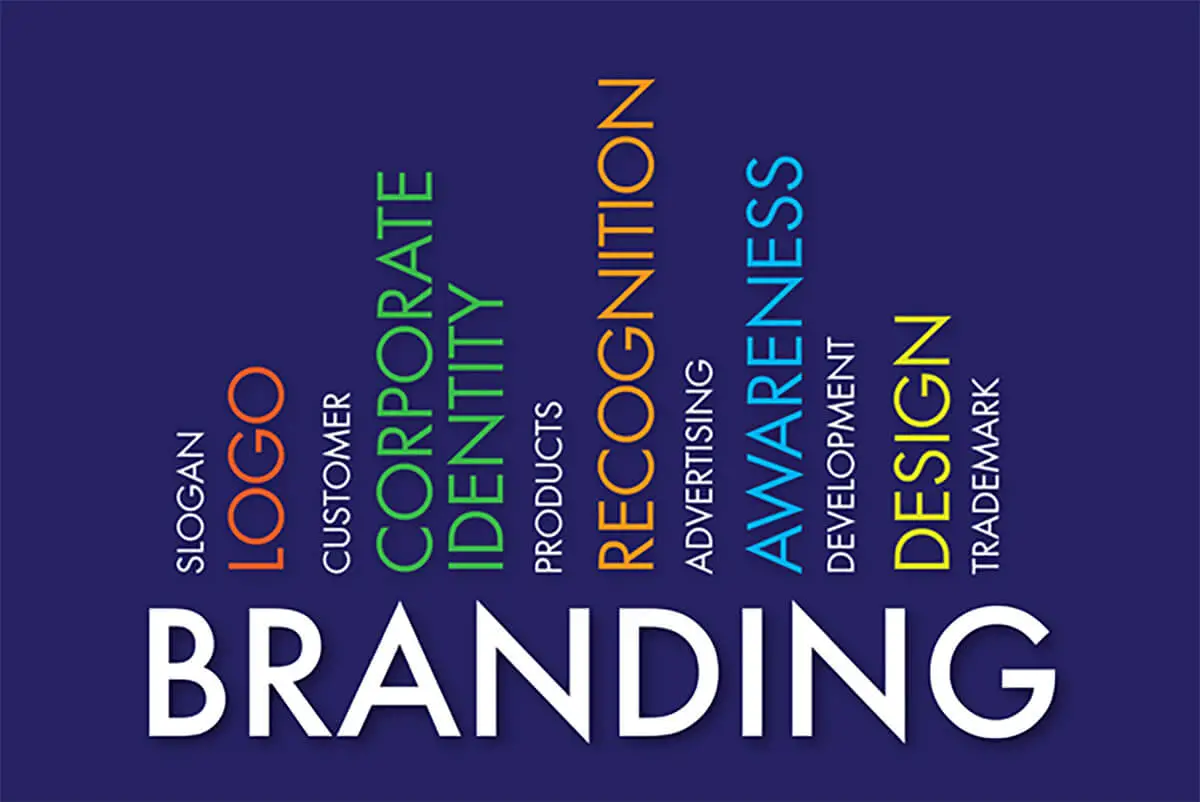 SLOGAN
LOGO
CUSTOMER
CORPORATE
IDENTITY
PRODUCTS
RECOGNITION
ADVERTISING
AWARENESS
DEVELOPMENT
DESIGN
TRADEMARK
BRANDING